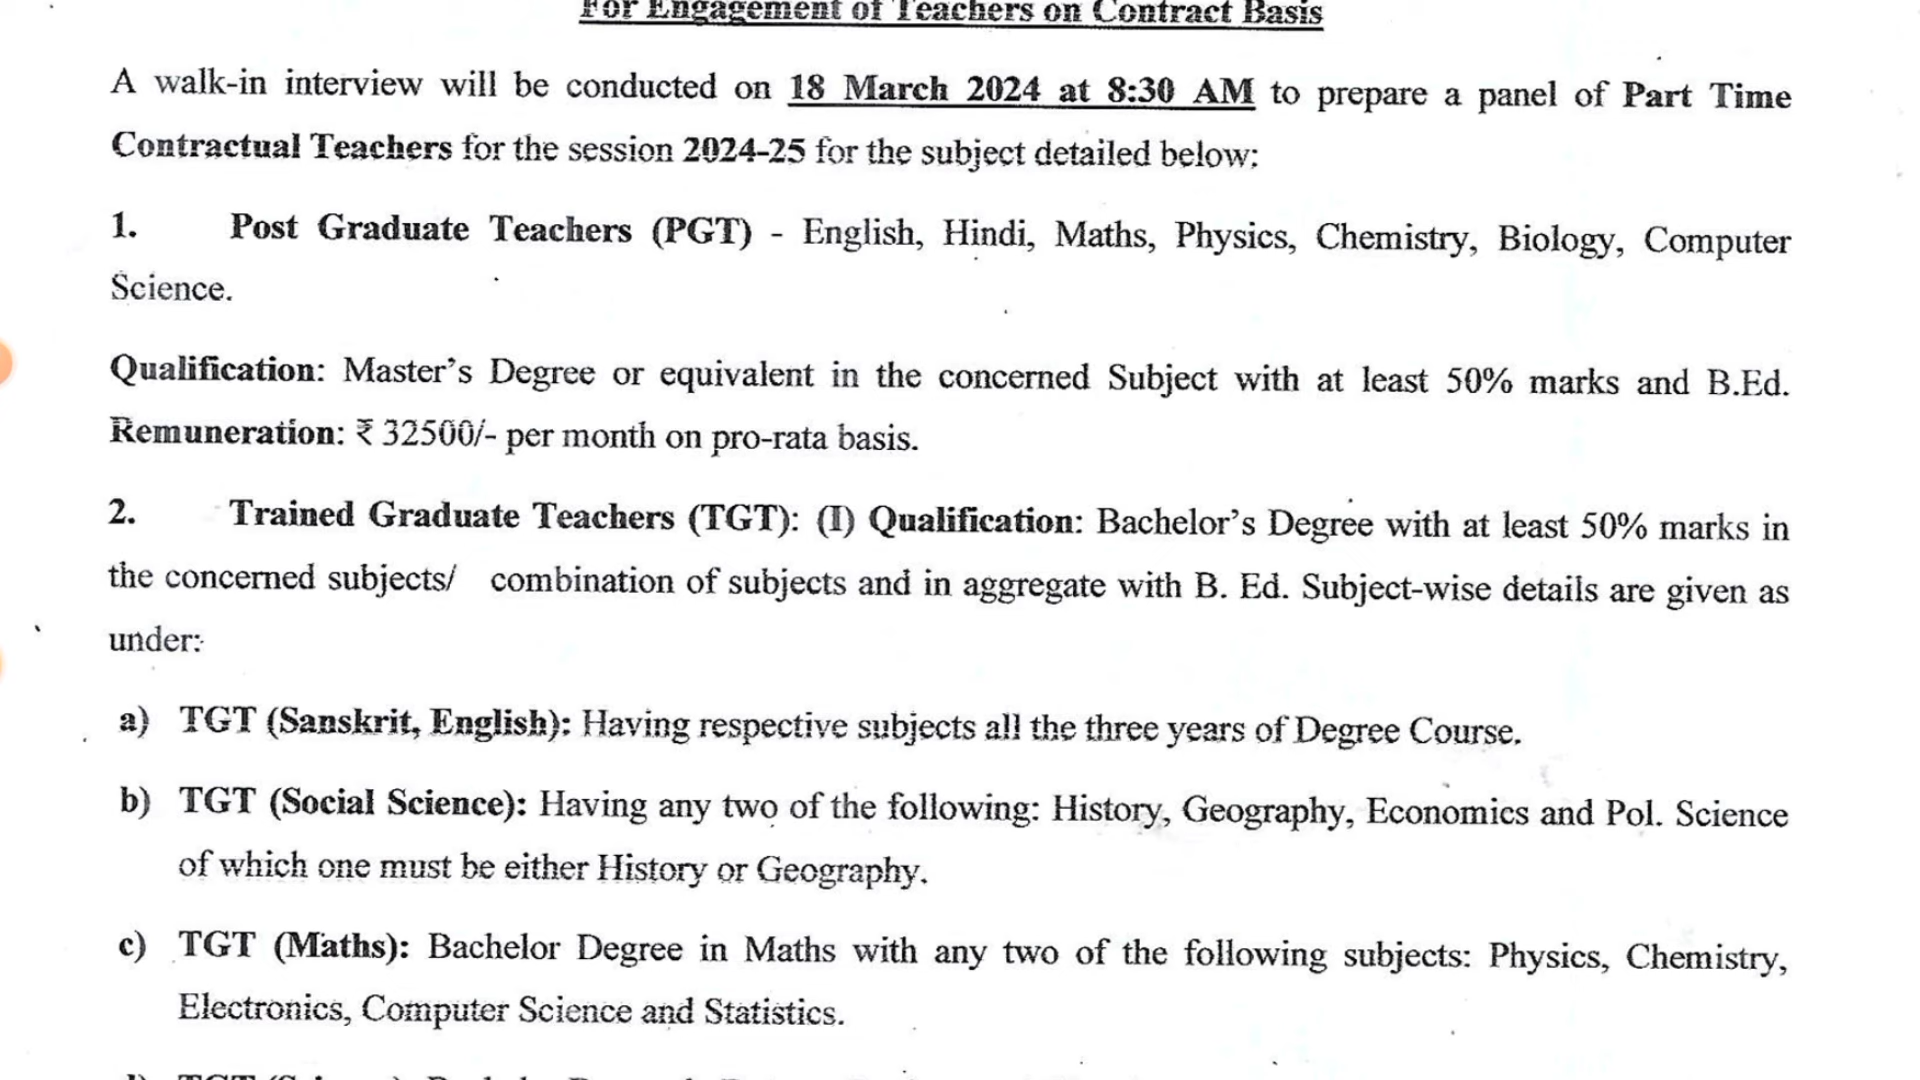 For Engagement of Teachers on Contract Basis
A walk-in interview will be conducted on 18 March 2024 at 8:30 AM to prepare a panel of Part Time
Contractual Teachers for the session 2024-25 for the subject detailed below:
1. Post Graduate Teachers (PGT) - English, Hindi, Maths, Physics, Chemistry, Biology, Computer
Science.
Qualification: Master's Degree or equivalent in the concerned Subject with at least 50% marks and B.Ed.
Remuneration: ₹ 32500/- per month on pro-rata basis.
2. Trained Graduate Teachers (TGT): (I) Qualification: Bachelor's Degree with at least 50% marks in
the concerned subjects/ combination of subjects and in aggregate with B. Ed. Subject-wise details are given as
under:
a) TGT (Sanskrit, English): Having respective subjects all the three years of Degree Course.
b) TGT (Social Science): Having any two of the following: History, Geography, Economics and Pol. Science
of which one must be either History or Geography.
c) TGT (Maths): Bachelor Degree in Maths with any two of the following subjects: Physics, Chemistry,
Electronics, Computer Science and Statistics.